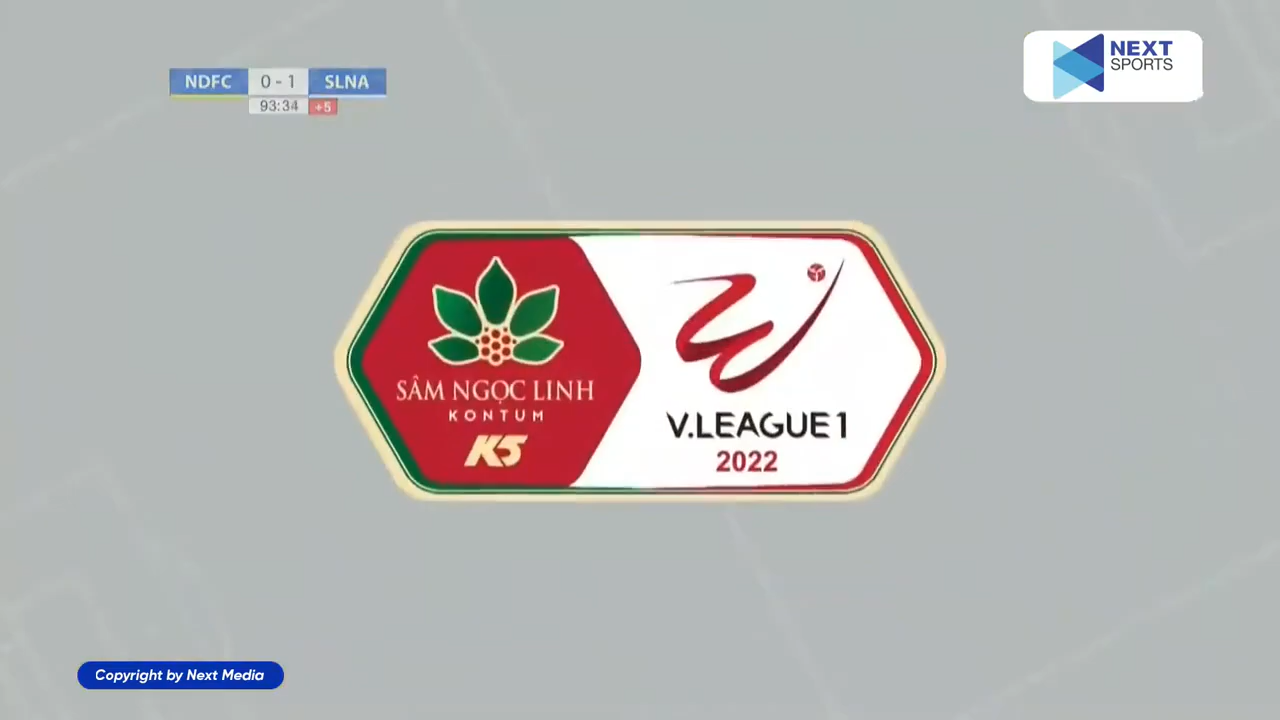 NDFC 0 - 1 SLNA
93:34 +5
NEXT
SPORTS
SÂM NGỌC LINH
KONTUM
K5
V.LEAGUE 1
2022
Copyright by Next Media